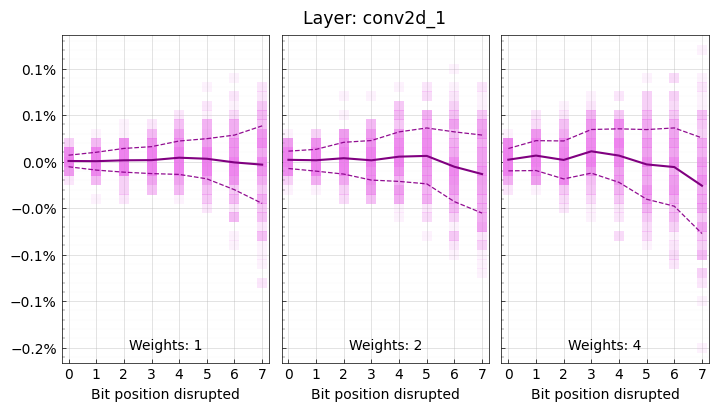 Layer: conv2d_1
0.1%
0.1%
0.0%
−0.0%
−0.1%
−0.1%
−0.2%
Weights: 1
Weights: 2
Weights: 4
0 1 2 3 4 5 6 7
0 1 2 3 4 5 6 7
0 1 2 3 4 5 6 7
Bit position disrupted
Bit position disrupted
Bit position disrupted